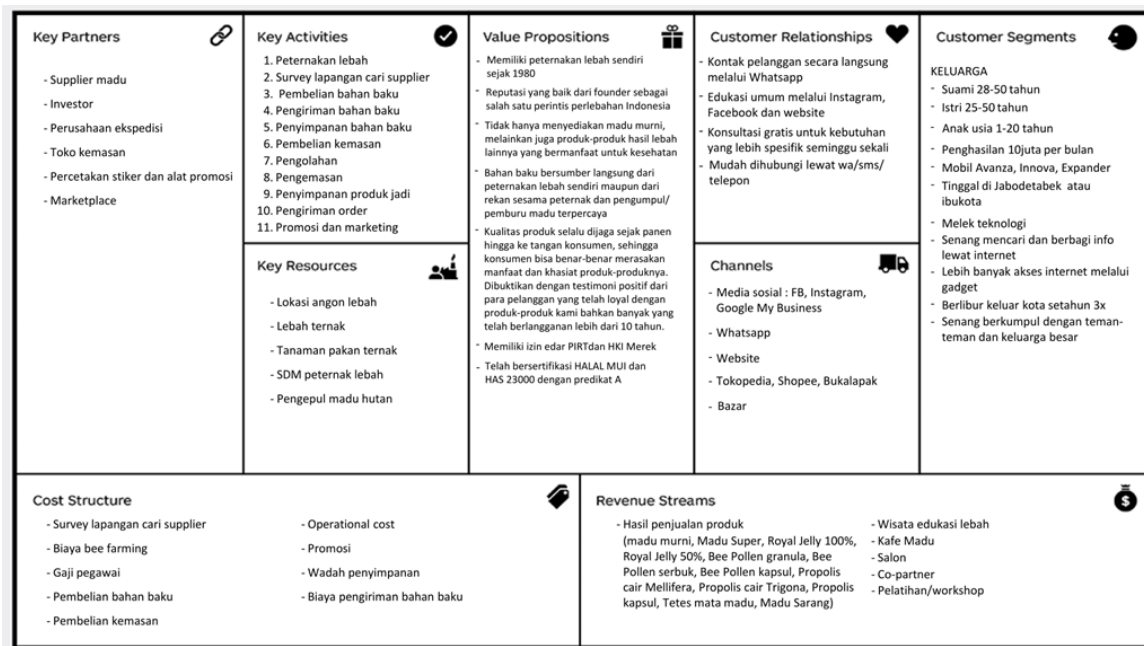 Key Partners
- Supplier madu
- Investor
- Perusahaan ekspedisi
- Toko kemasan
- Percetakan stiker dan alat promosi
- Marketplace
Key Activities
1. Peternakan lebah
2. Survey lapangan cari supplier
3. Pembelian bahan baku
4. Pengiriman bahan baku
5. Penyimpanan bahan baku
6. Pembelian kemasan
7. Pengolahan
8. Pengemasan
9. Penyimpanan produk jadi
10. Pengiriman order
11. Promosi dan marketing
Key Resources
- Lokasi angon lebah
- Lebah ternak
- Tanaman pakan ternak
- SDM peternak lebah
- Pengepul madu hutan
Value Propositions
- Memiliki peternakan lebah sendiri
sejak 1980
- Reputasi yang baik dari founder sebagai
salah satu perintis perlebahan Indonesia
- Tidak hanya menyediakan madu murni,
melainkan juga produk-produk hasil lebah
lainnya yang bermanfaat untuk kesehatan
- Bahan baku bersumber langsung dari
peternakan lebah sendiri maupun dari
rekan sesama peternak dan pengumpul/
pemburu madu terpercaya
- Kualitas produk selalu dijaga sejak panen
hingga ke tangan konsumen, sehingga
konsumen bisa benar-benar merasakan
manfaat dan khasiat produk-produknya.
Dibuktikan dengan testimoni positif dari
para pelanggan yang telah loyal dengan
produk-produk kami bahkan banyak yang
telah berlangganan lebih dari 10 tahun.
- Memiliki izin edar PIRTdan HKI Merek
- Telah bersertifikasi HALAL MUI dan
HAS 23000 dengan predikat A
Customer Relationships
- Kontak pelanggan secara langsung
melalui Whatsapp
- Edukasi umum melalui Instagram,
Facebook dan website
- Konsultasi gratis untuk kebutuhan
yang lebih spesifik seminggu sekali
- Mudah dihubungi lewat wa/sms/
telepon
Channels
- Media sosial : FB, Instagram,
Google My Business
- Whatsapp
- Website
- Tokopedia, Shopee, Bukalapak
- Bazar
Customer Segments
KELUARGA
- Suami 28-50 tahun
- Istri 25-50 tahun
- Anak usia 1-20 tahun
- Penghasilan 10juta per bulan
- Mobil Avanza, Innova, Expander
- Tinggal di Jabodetabek atau
ibukota
- Melek teknologi
- Senang mencari dan berbagi info
lewat internet
- Lebih banyak akses internet melalui
gadget
- Berlibur keluar kota setahun 3x
- Senang berkumpul dengan teman-
teman dan keluarga besar
Cost Structure
- Survey lapangan cari supplier
- Biaya bee farming
- Gaji pegawai
- Pembelian bahan baku
- Pembelian kemasan
- Operational cost
- Promosi
- Wadah penyimpanan
- Biaya pengiriman bahan baku
Revenue Streams
- Hasil penjualan produk
(madu murni, Madu Super, Royal Jelly 100%,
Royal Jelly 50%, Bee Pollen granula, Bee
Pollen serbuk, Bee Pollen kapsul, Propolis
cair Mellifera, Propolis cair Trigona, Propolis
kapsul, Tetes mata madu, Madu Sarang)
- Wisata edukasi lebah
- Kafe Madu
- Salon
- Co-partner
- Pelatihan/workshop